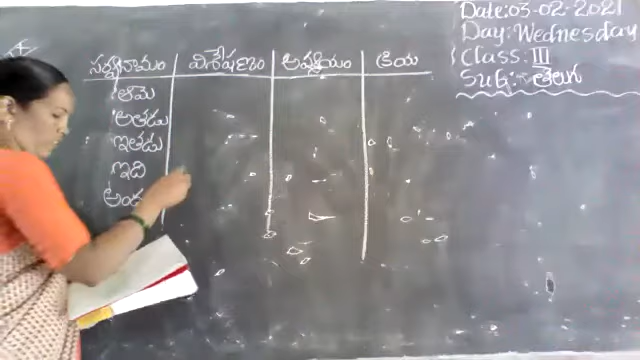 Date: 03-02-2021
Day: Wednesday
Class: III
Sub: తెలుగు
సర్వనామం విశేషణం అవ్యయం క్రియ
ఆమె
అతడు
ఇతడు
ఇది